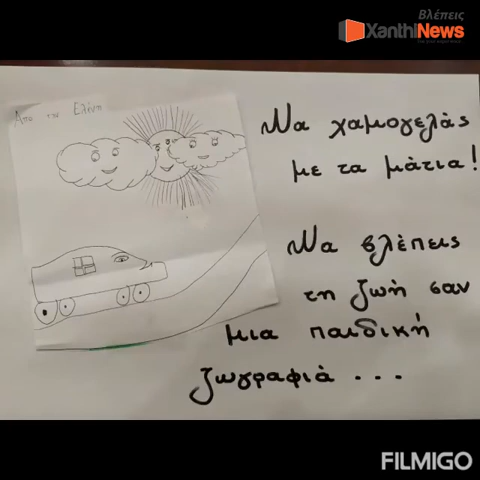 Βλέπεις
XanthiNews
Από την Ελένη
Να χαμογελάς
με τα μάτια!
Να βλέπεις
τη ζωή σαν
μια παιδική
ζωγραφιά ...
FILMIGO